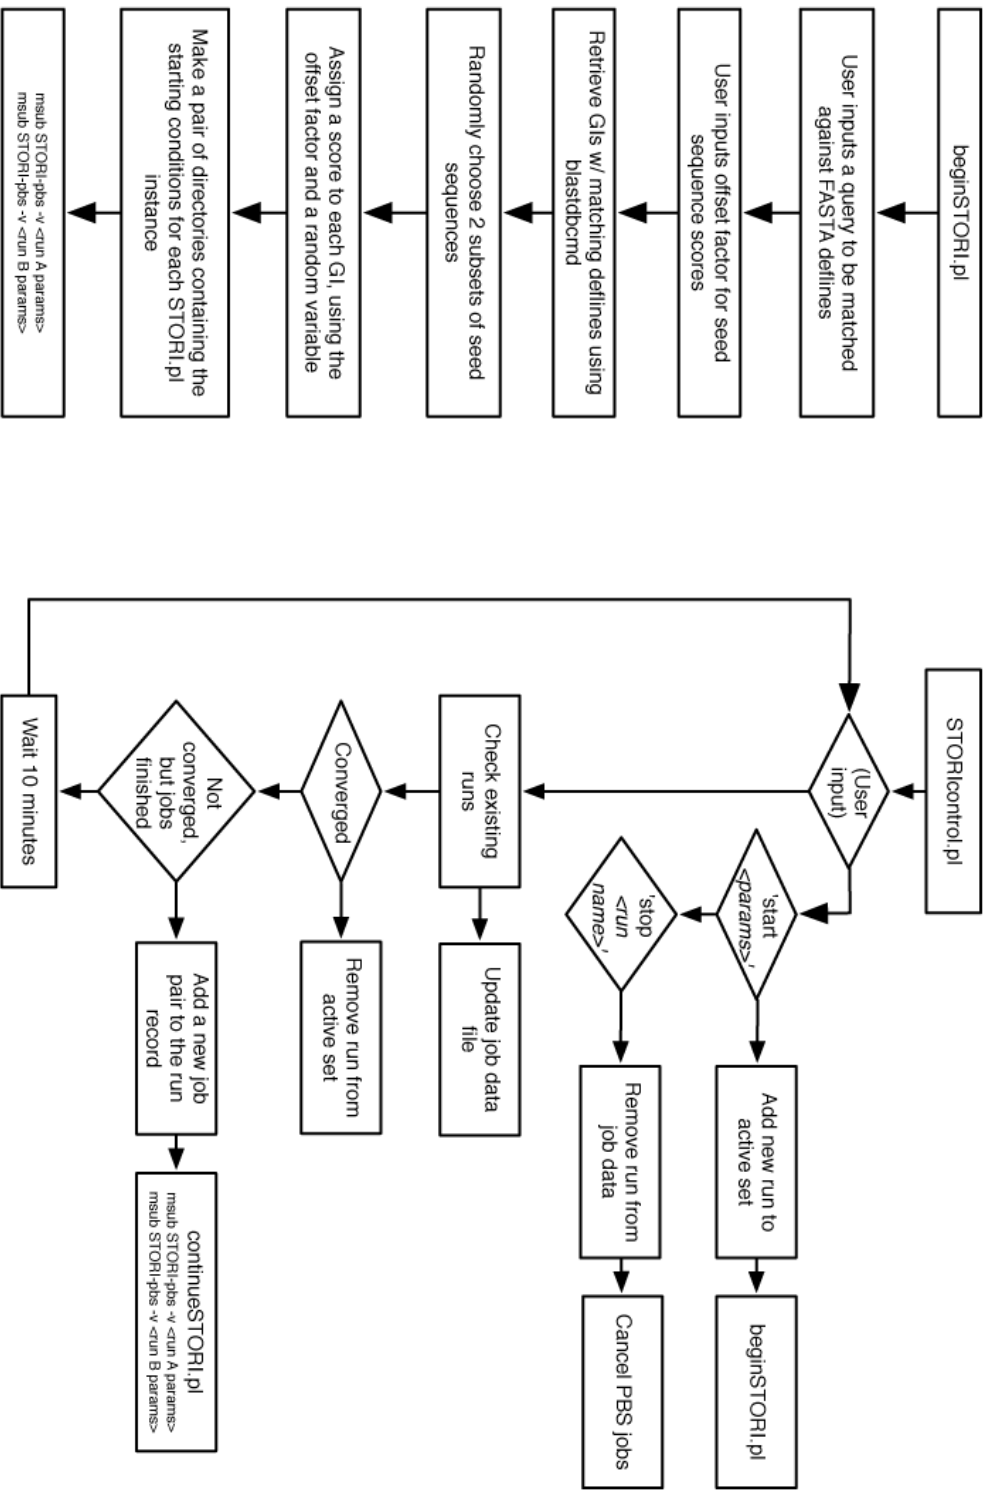 beginSTORI.pl
User inputs a query to be matched
against FASTA deflines
User inputs offset factor for seed
sequence scores
Retrieve GIs w/ matching deflines using
blastdbcmd
Randomly choose 2 subsets of seed
sequences
Assign a score to each GI, using the
offset factor and a random variable
Make a pair of directories containing the
starting conditions for each STORI.pl
instance
msub STORI-pbs -v <run A params>
msub STORI-pbs -v <run B params>
STORIcontrol.pl
(User
input)
'start
<params>'
Add new run to
active set
beginSTORI.pl
'stop
<run
name>'
Remove run from
job data
Cancel PBS jobs
Check existing
runs
Update job data
file
Converged
Remove run from
active set
Not
converged,
but jobs
finished
Add a new job
pair to the run
record
continueSTORI.pl
msub STORI-pbs -v <run A params>
msub STORI-pbs -v <run B params>
Wait 10 minutes